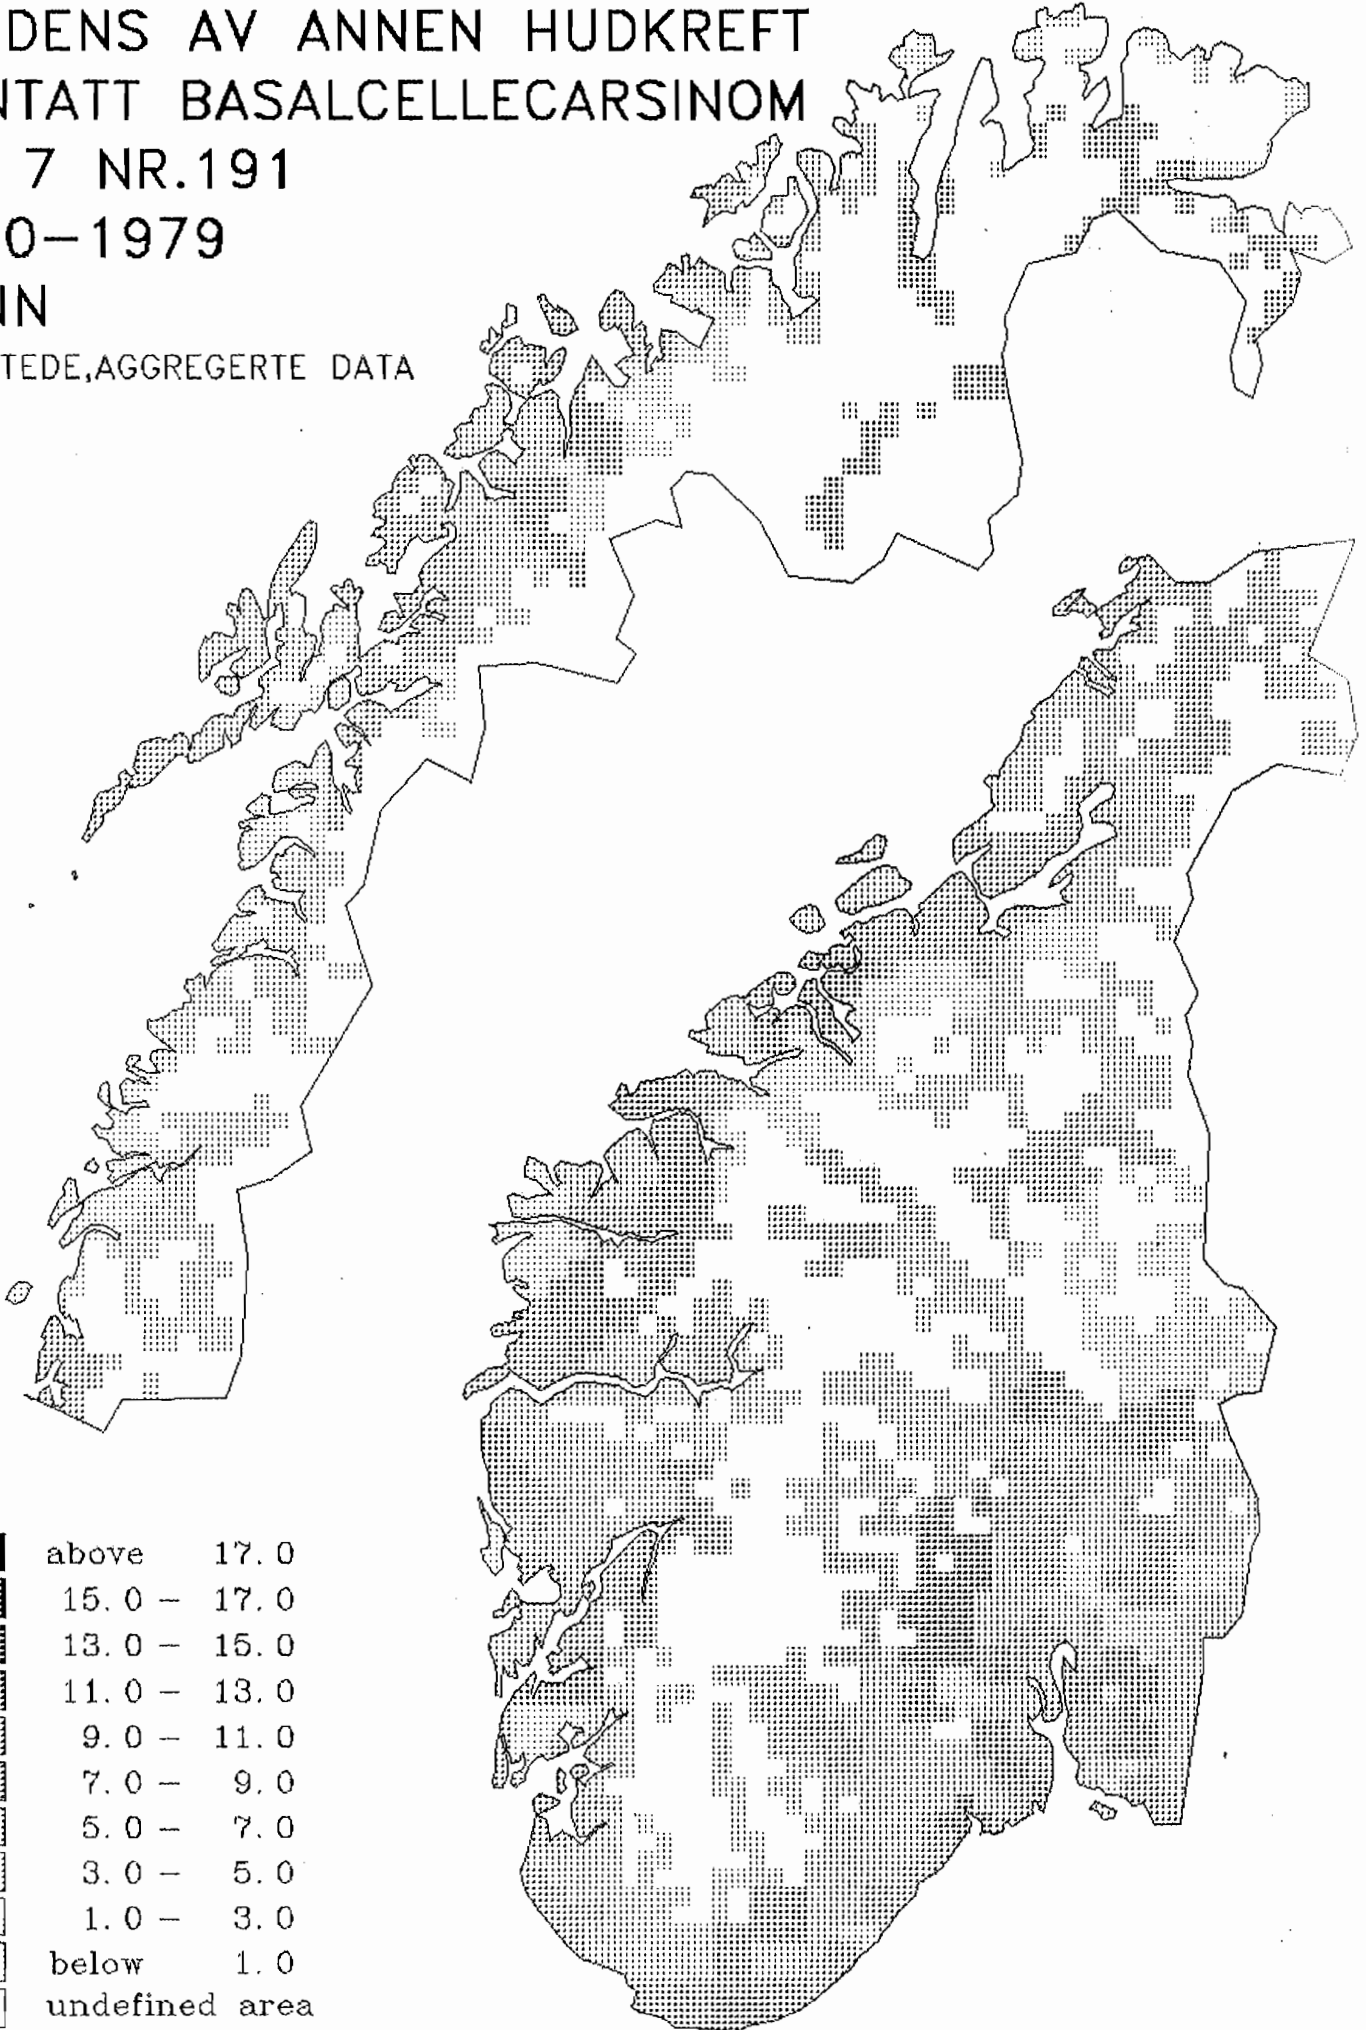 DENS AV ANNEN HUDKREFT
NTATT BASALCELLECARSINOM
7 NR.191
0-1979
NN
TEDE,AGGREGERTE DATA
above 17.0
15.0 - 17.0
13.0 - 15.0
11.0 - 13.0
9.0 - 11.0
7.0 - 9.0
5.0 - 7.0
3.0 - 5.0
1.0 - 3.0
below 1.0
undefined area